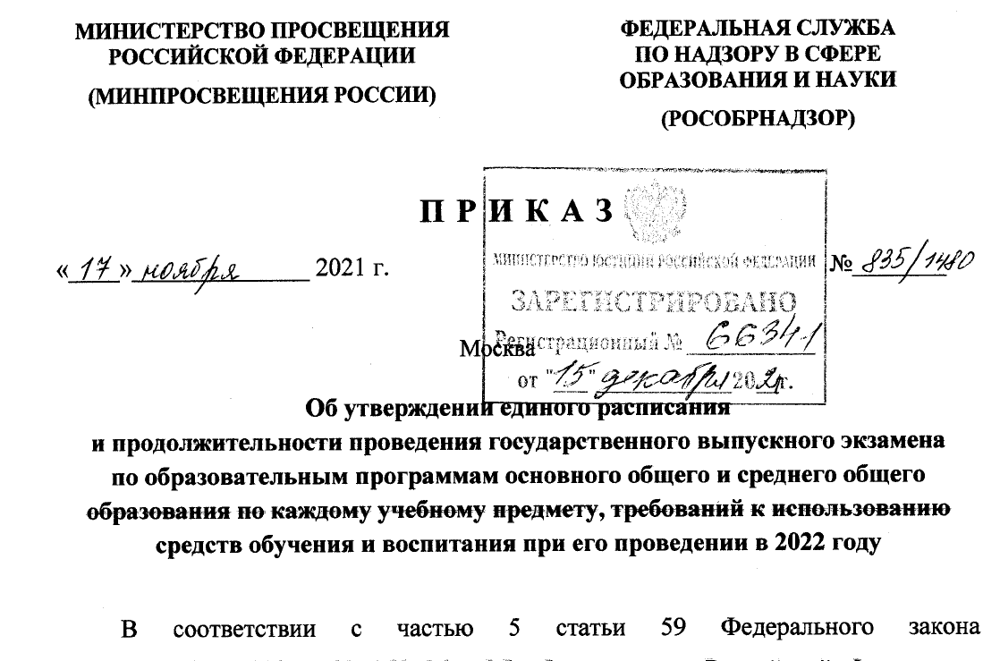 МИНИСТЕРСТВО ПРОСВЕЩЕНИЯ
РОССИЙСКОЙ ФЕДЕРАЦИИ
(МИНПРОСВЕЩЕНИЯ РОССИИ)
ФЕДЕРАЛЬНАЯ СЛУЖБА
ПО НАДЗОРУ В СФЕРЕ
ОБРАЗОВАНИЯ И НАУКИ
(РОСОБРНАДЗОР)
П Р И К А З
«17» ноября 2021 г.
№ 835/1480
МИНИСТЕРСТВО ЮСТИЦИИ РОССИЙСКОЙ ФЕДЕРАЦИИ
ЗАРЕГИСТРИРОВАНО
Регистрационный № 66341
от "15" декабря 2021г.
Москва
Об утверждении единого расписания
и продолжительности проведения государственного выпускного экзамена
по образовательным программам основного общего и среднего общего
образования по каждому учебному предмету, требований к использованию
средств обучения и воспитания при его проведении в 2022 году
В соответствии с частью 5 статьи 59 Федерального закона